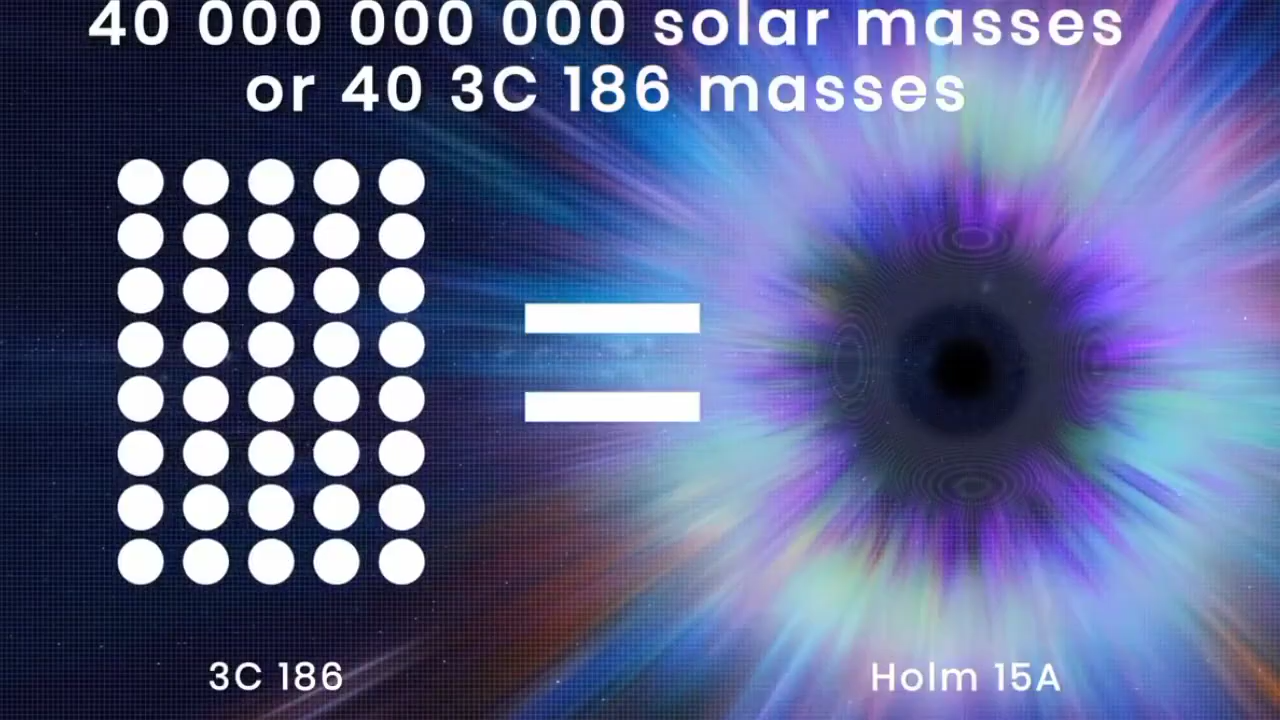 40 000 000 000 solar masses
or 40 3C 186 masses
3C 186
Holm 15A